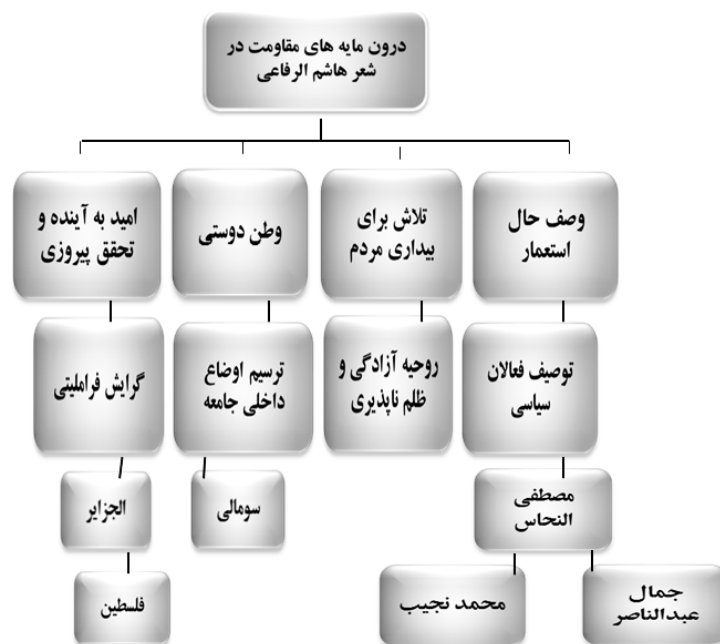 درون مایه های مقاومت در
شعر هاشم الرفاعی
وصف حال
استعمار
تلاش برای
بیداری مردم
وطن دوستی
امید به آینده و
تحقق پیروزی
توصیف فعالان
سیاسی
روحیه آزادگی و
ظلم ناپذیری
ترسیم اوضاع
داخلی جامعه
گرایش فراملیتی
مصطفی
النحاس
سومالی
الجزایر
جمال
عبدالناصر
محمد نجیب
فلسطین